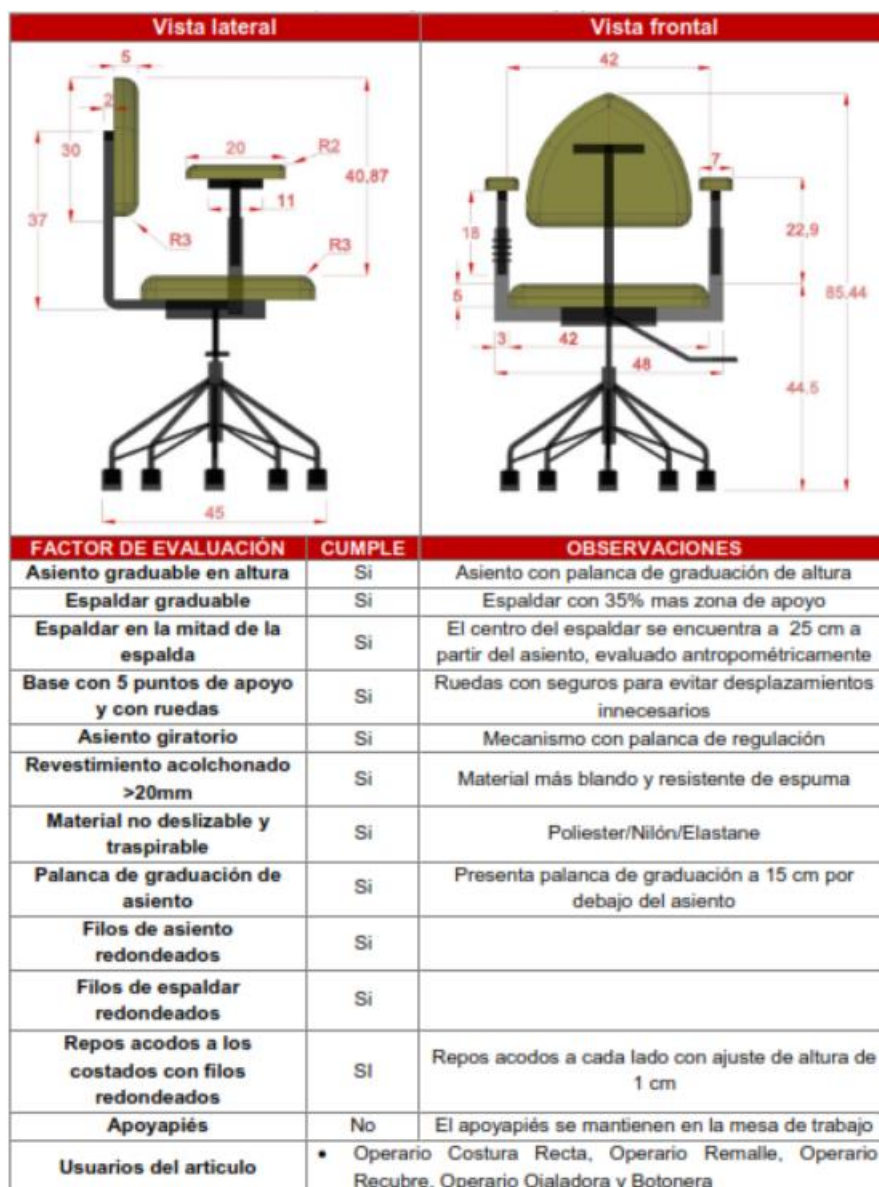 Vista lateral
Vista frontal
5
2
30
37
20
R2
11
40,87
R3
R3
45
42
7
18
22,9
5
85.44
3
42
48
44.5
FACTOR DE EVALUACIÓN CUMPLE OBSERVACIONES
Asiento graduable en altura Si Asiento con palanca de graduación de altura
Espaldar graduable Si Espaldar con 35% mas zona de apoyo
Espaldar en la mitad de la
espalda
Si
El centro del espaldar se encuentra a 25 cm a
partir del asiento, evaluado antropométricamente
Base con 5 puntos de apoyo
y con ruedas
Si
Ruedas con seguros para evitar desplazamientos
innecesarios
Asiento giratorio Si Mecanismo con palanca de regulación
Revestimiento acolchonado
>20mm
Si
Material más blando y resistente de espuma
Material no deslizable y
traspirable
Si
Poliester/Nilón/Elastane
Palanca de graduación de
asiento
Si
Presenta palanca de graduación a 15 cm por
debajo del asiento
Filos de asiento
redondeados
Si
Filos de espaldar
redondeados
Si
Repos acodos a los
costados con filos
redondeados
SI
Repos acodos a cada lado con ajuste de altura de
1 cm
Apoyapiés No El apoyapiés se mantienen en la mesa de trabajo
Usuarios del articulo
• Operario Costura Recta, Operario Remalle, Operario
Recubre, Operario Ojaladora y Botonera